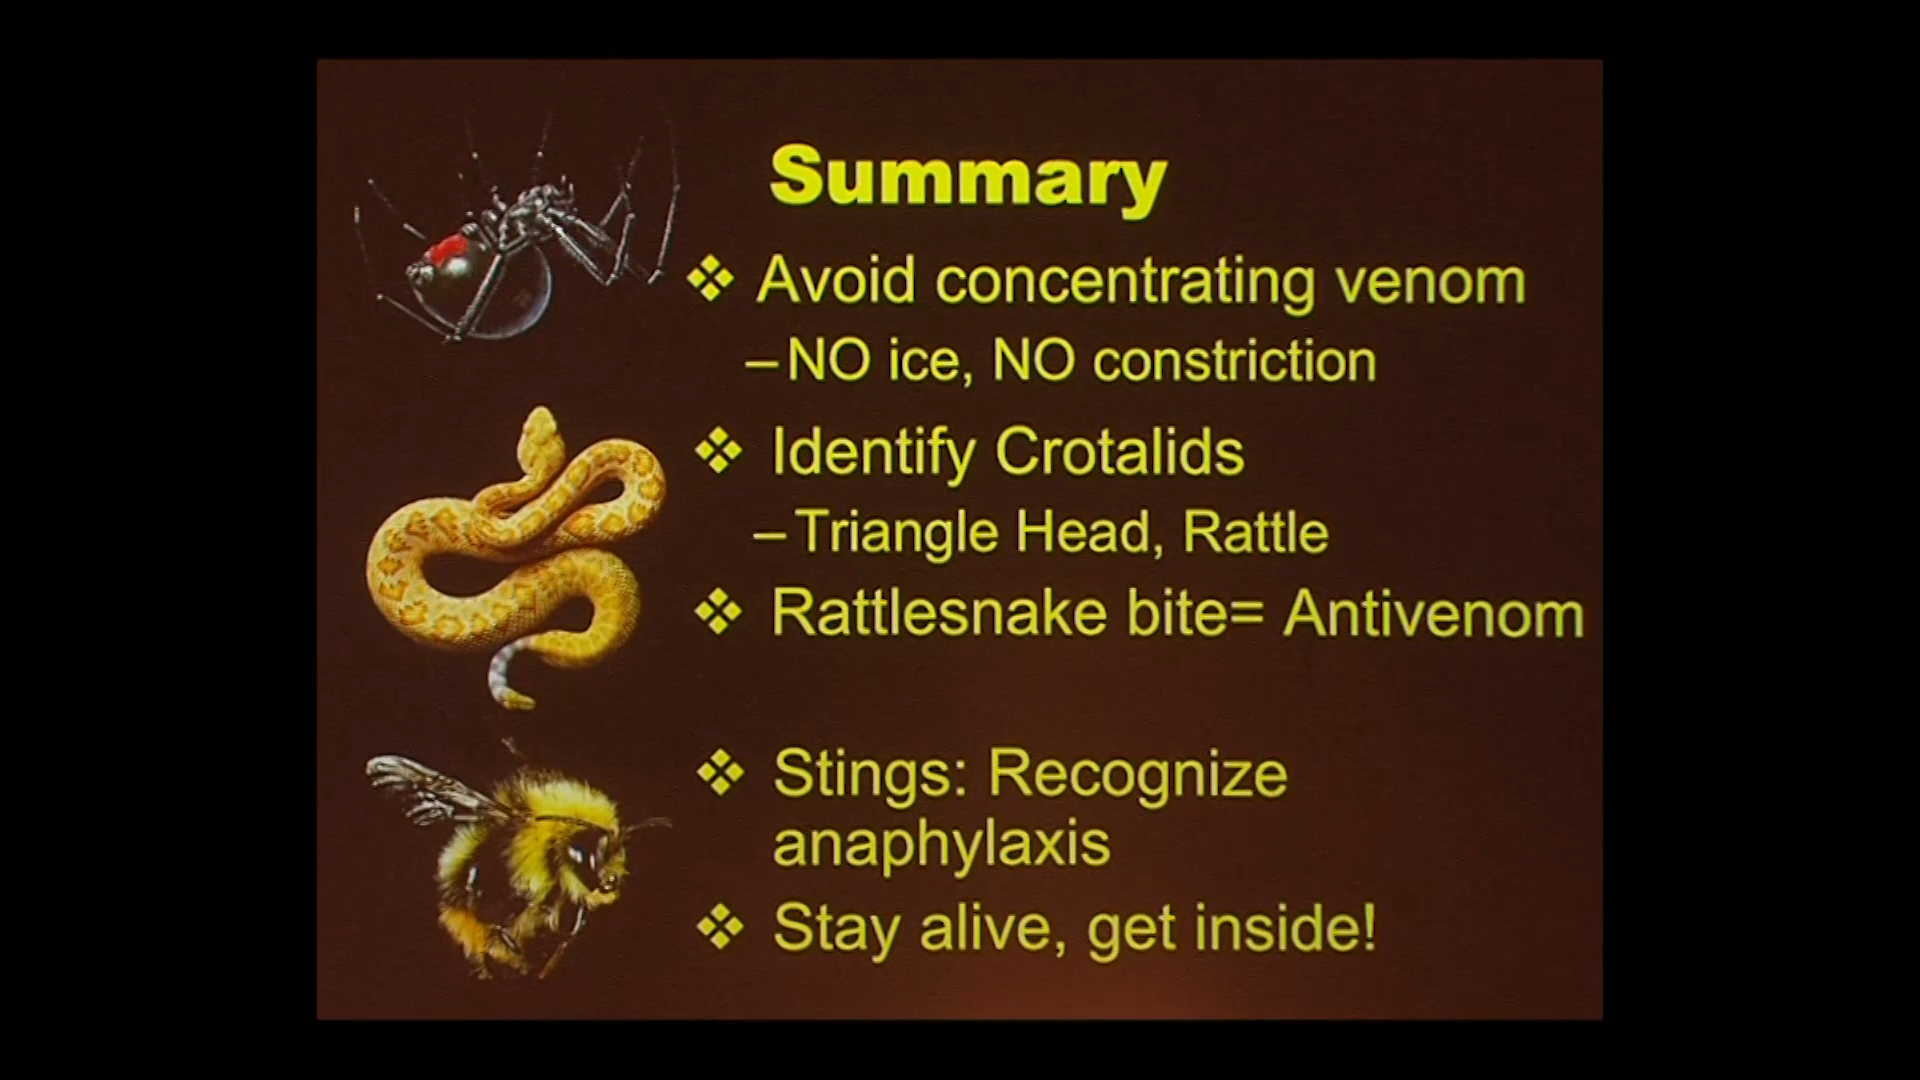 Summary
❖ Avoid concentrating venom
– NO ice, NO constriction
❖ Identify Crotalids
– Triangle Head, Rattle
❖ Rattlesnake bite= Antivenom
❖ Stings: Recognize
anaphylaxis
❖ Stay alive, get inside!